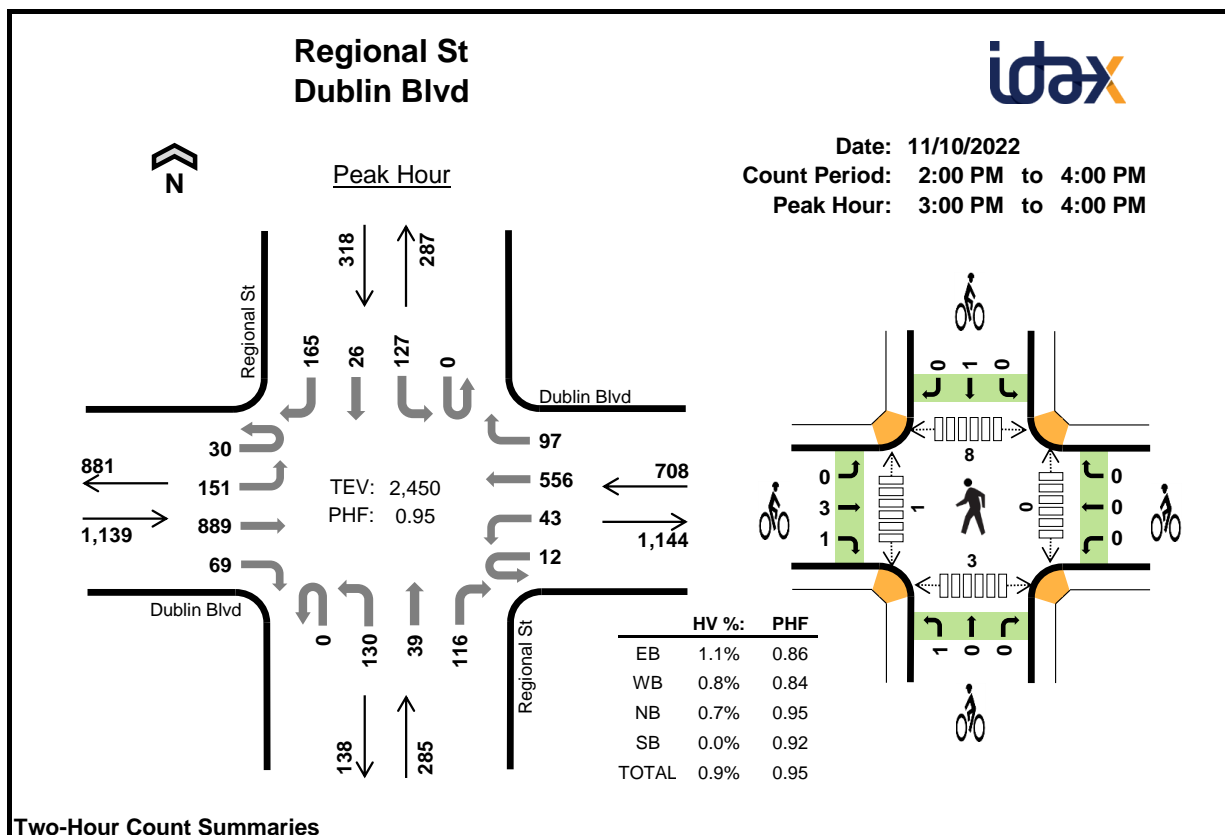 Regional St
Dublin Blvd
idax
Date: 11/10/2022
Count Period: 2:00 PM to 4:00 PM
Peak Hour: 3:00 PM to 4:00 PM
N
Peak Hour
318
287
Regional St
165
26
127
0
Dublin Blvd
30
151
889
69
881
1,139
TEV: 2,450
PHF: 0.95
97
556
43
12
708
1,144
Dublin Blvd
0
130
39
116
Regional St
138
285
HV %: PHF
EB 1.1% 0.86
WB 0.8% 0.84
NB 0.7% 0.95
SB 0.0% 0.92
TOTAL 0.9% 0.95
0 1 0
8
0
3
1
1
0
0
0
0
3
1 0 0
Two-Hour Count Summaries